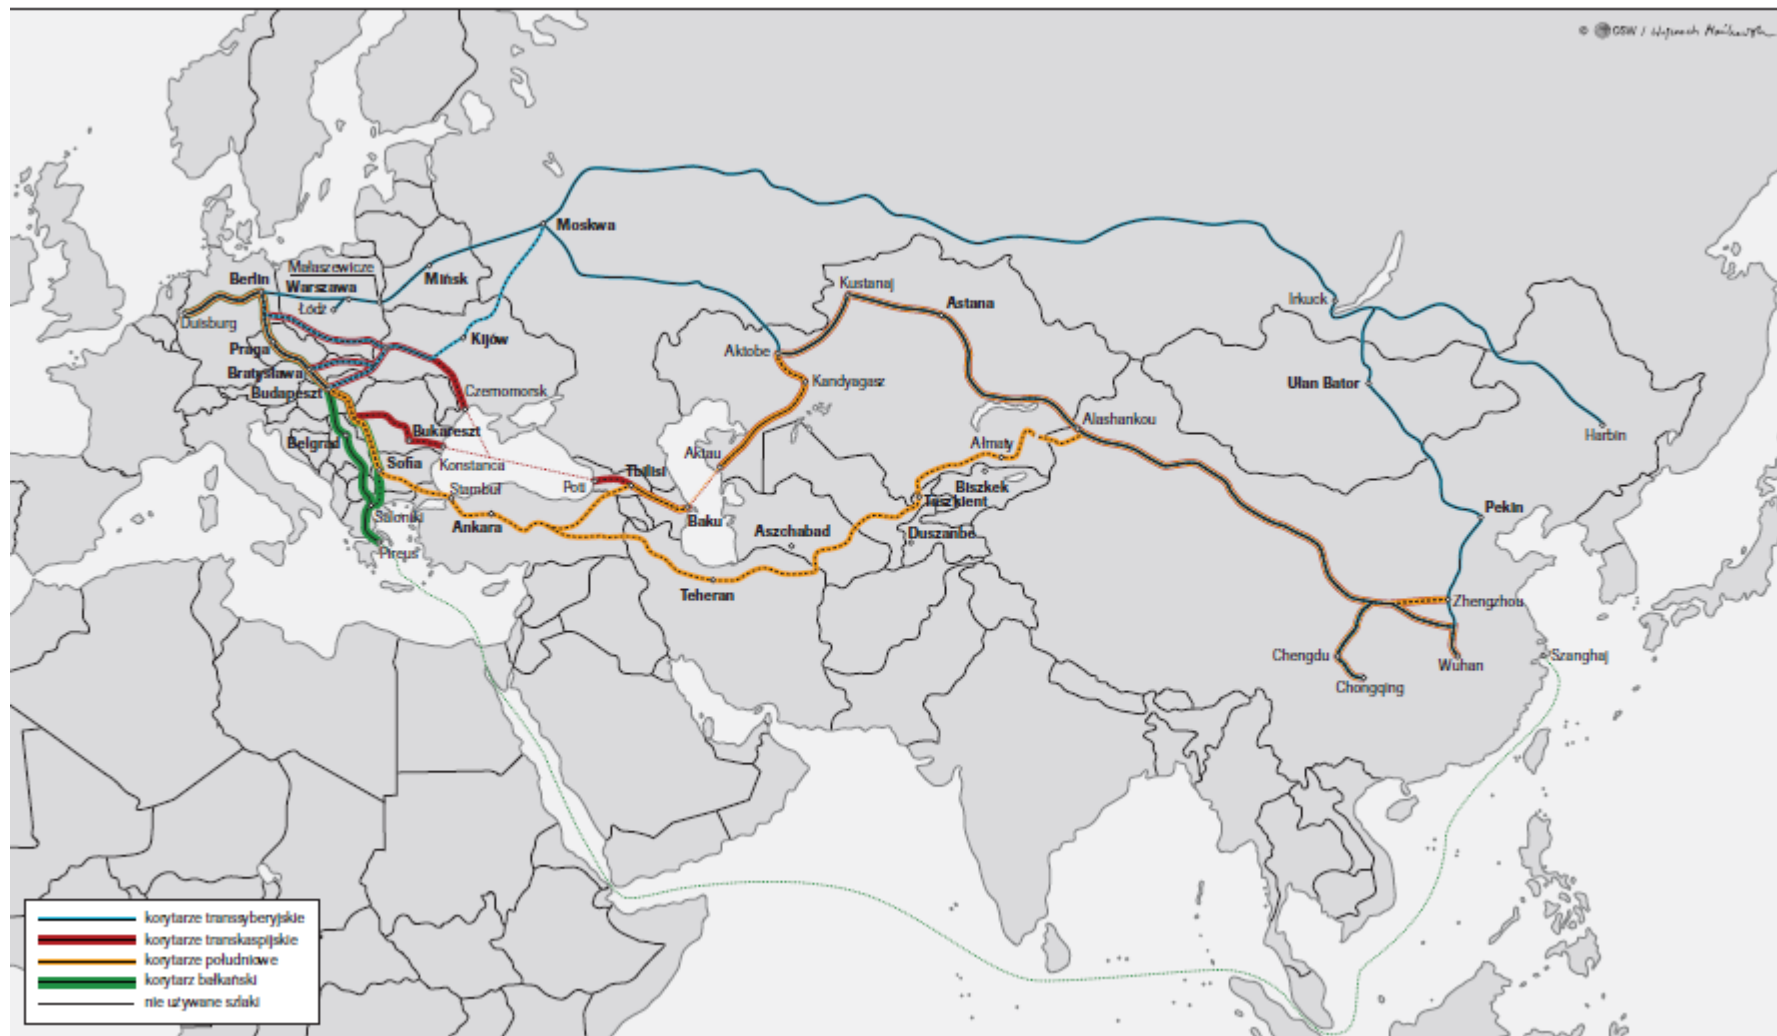 © OSW / Wojciech Mańkowski
Moskwa
Małaszewicze
Berlin
Warszawa
Mińsk
Łódź
Duisburg
Kijów
Praga
Bratysława
Budapeszt
Czernomorsk
Belgrad
Bukareszt
Konstanca
Sofia
Stambuł
Saloniki
Pireus
Ankara
Poti
Tbilisi
Baku
Aktau
Aktobe
Kandyagasz
Kustanaj
Astana
Alashankou
Ałmaty
Biszkek
Taszkient
Duszanbe
Aszchabad
Teheran
Irkuck
Ułan Bator
Harbin
Pekin
Zhengzhou
Chengdu
Wuhan
Chongqing
Szanghaj
korytarze transsyberyjskie
korytarze transkaspijskie
korytarze południowe
korytarz bałkański
nie używane szlaki